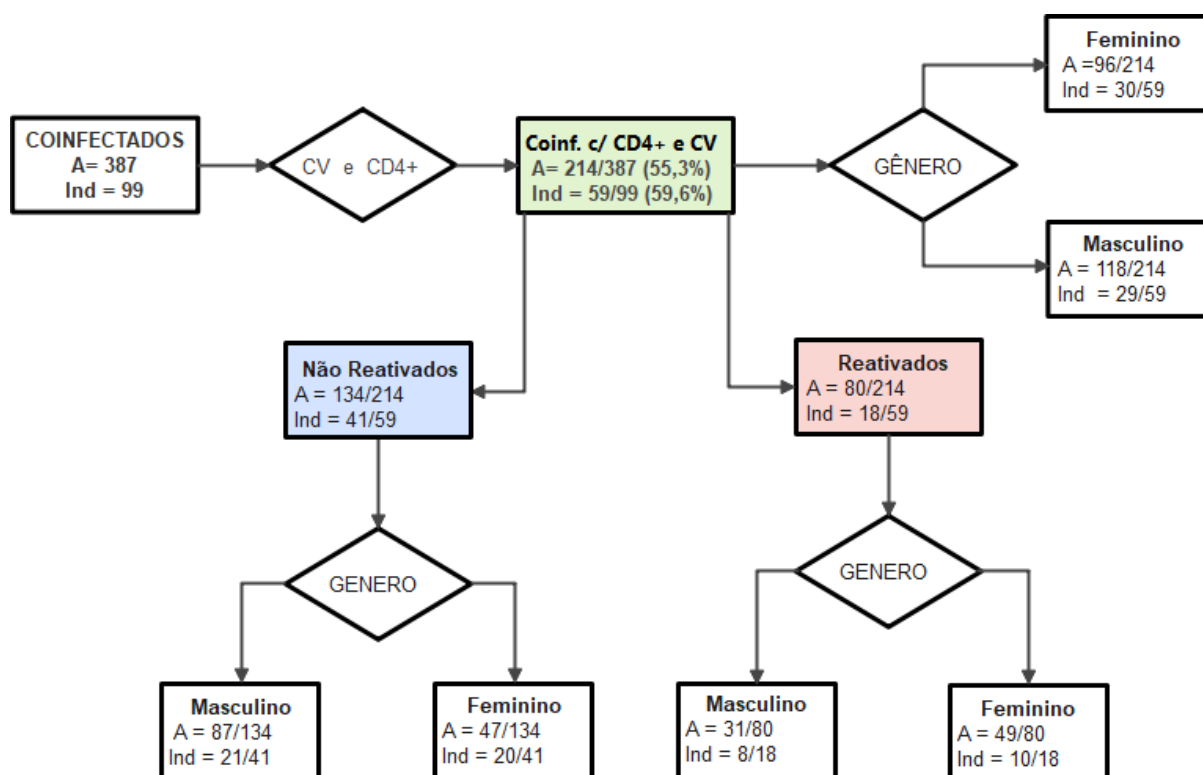 COINFECTADOS
A= 387
Ind = 99
CV e CD4+
Coinf. c/ CD4+ e CV
A= 214/387 (55,3%)
Ind = 59/99 (59,6%)
GÊNERO
Feminino
A =96/214
Ind = 30/59
Masculino
A = 118/214
Ind = 29/59
Não Reativados
A = 134/214
Ind = 41/59
Reativados
A = 80/214
Ind = 18/59
GENERO
GENERO
Masculino
A = 87/134
Ind = 21/41
Feminino
A = 47/134
Ind = 20/41
Masculino
A = 31/80
Ind = 8/18
Feminino
A = 49/80
Ind = 10/18